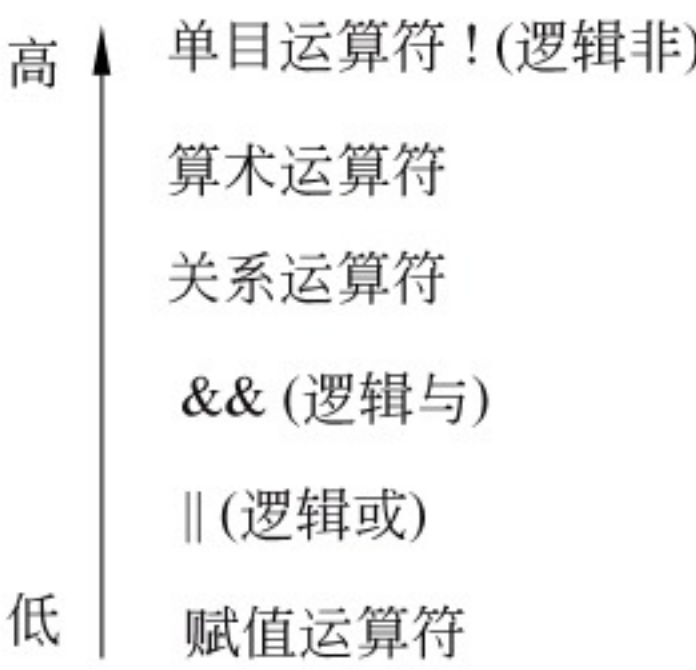 高 单目运算符！(逻辑非)
算术运算符
关系运算符
&& (逻辑与)
|| (逻辑或)
低 赋值运算符